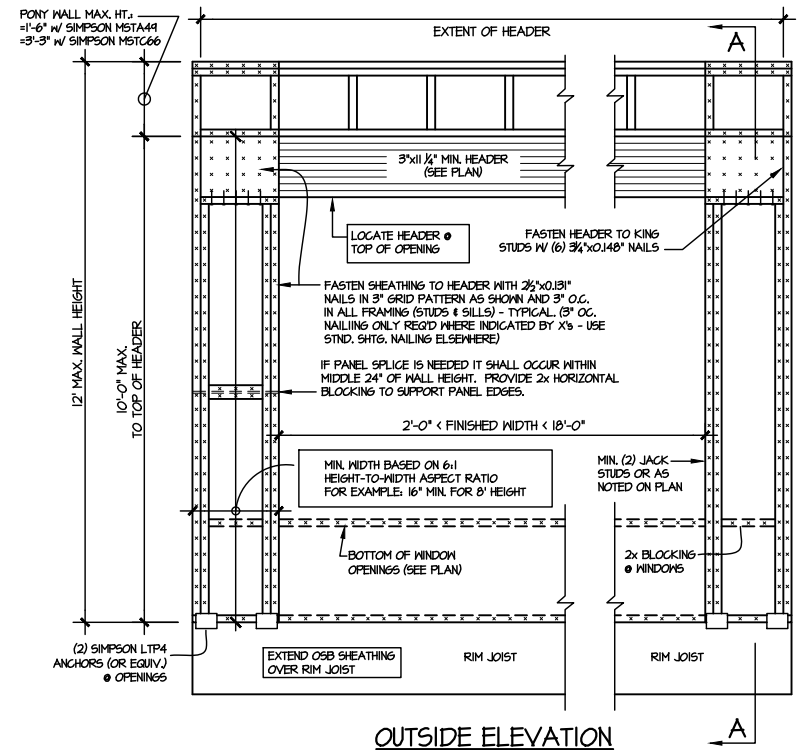 PONY WALL MAX. HT.:
=1'-6" W/ SIMPSON MSTA49
=3'-3" W/ SIMPSON MSTC66
EXTENT OF HEADER
A
3"x11 1/4" MIN. HEADER
(SEE PLAN)
LOCATE HEADER @
TOP OF OPENING
FASTEN HEADER TO KING
STUDS W/ (6) 3/4"x0.148" NAILS
FASTEN SHEATHING TO HEADER WITH 2½"x0.131"
NAILS IN 3" GRID PATTERN AS SHOWN AND 3" O.C.
IN ALL FRAMING (STUDS & SILLS) - TYPICAL. (3" OC.
NAILIING ONLY REQ'D WHERE INDICATED BY X's - USE
STND. SHTG. NAILING ELSEWHERE)
12' MAX. WALL HEIGHT
10'-0" MAX.
TO TOP OF HEADER
IF PANEL SPLICE IS NEEDED IT SHALL OCCUR WITHIN
MIDDLE 24" OF WALL HEIGHT. PROVIDE 2x HORIZONTAL
BLOCKING TO SUPPORT PANEL EDGES.
2'-0" < FINISHED WIDTH < 18'-0"
MIN. WIDTH BASED ON 6:1
HEIGHT-TO-WIDTH ASPECT RATIO
FOR EXAMPLE: 16" MIN. FOR 8' HEIGHT
MIN. (2) JACK
STUDS OR AS
NOTED ON PLAN
BOTTOM OF WINDOW
OPENINGS (SEE PLAN)
2x BLOCKING
@ WINDOWS
(2) SIMPSON LTP4
ANCHORS (OR EQUIV.)
@ OPENINGS
EXTEND OSB SHEATHING
OVER RIM JOIST
RIM JOIST
RIM JOIST
A
OUTSIDE ELEVATION